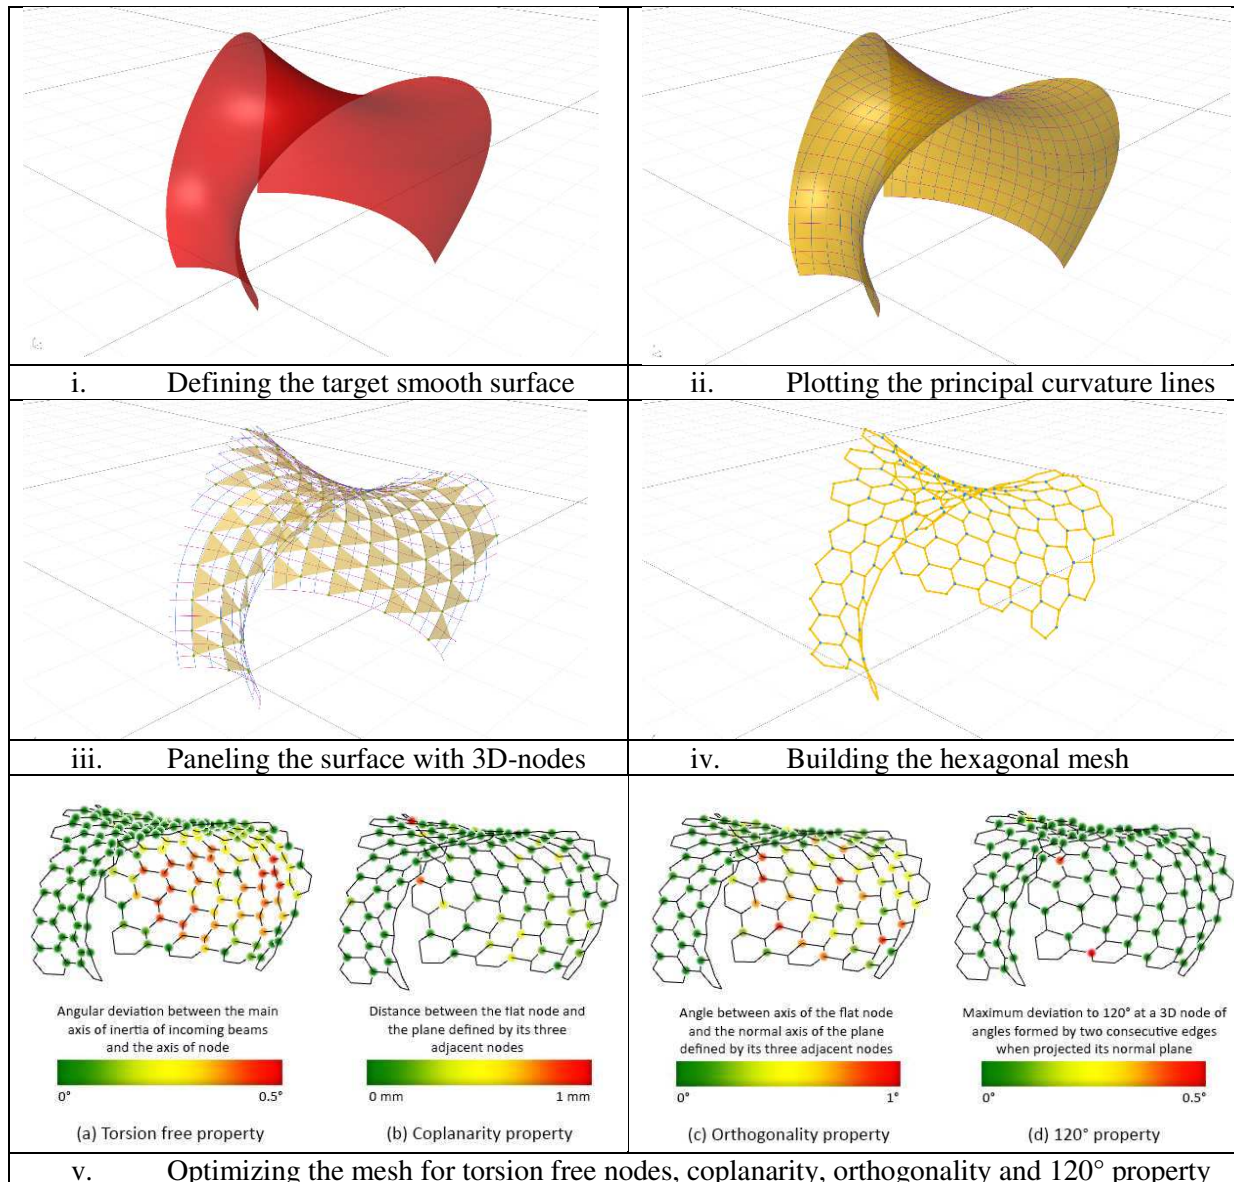 i. Defining the target smooth surface
ii. Plotting the principal curvature lines
iii. Paneling the surface with 3D-nodes
iv. Building the hexagonal mesh
Angular deviation between the main
axis of inertia of incoming beams
and the axis of node
0° 0.5°
(a) Torsion free property
Distance between the flat node and
the plane defined by its three
adjacent nodes
0 mm 1 mm
(b) Coplanarity property
Angle between axis of the flat node
and the normal axis of the plane
defined by its three adjacent nodes
0° 1°
(c) Orthogonality property
Maximum deviation to 120° at a 3D node of
angles formed by two consecutive edges
when projected its normal plane
0° 0.5°
(d) 120° property
v. Optimizing the mesh for torsion free nodes, coplanarity, orthogonality and 120° property